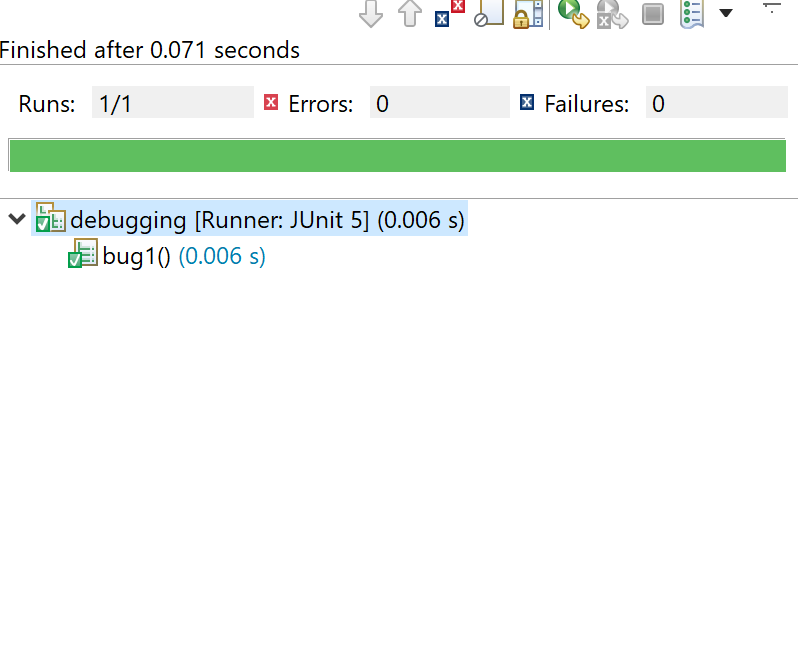 Finished after 0.071 seconds
Runs: 1/1 Errors: 0 Failures: 0
debugging [Runner: JUnit 5] (0.006 s)
bug1() (0.006 s)